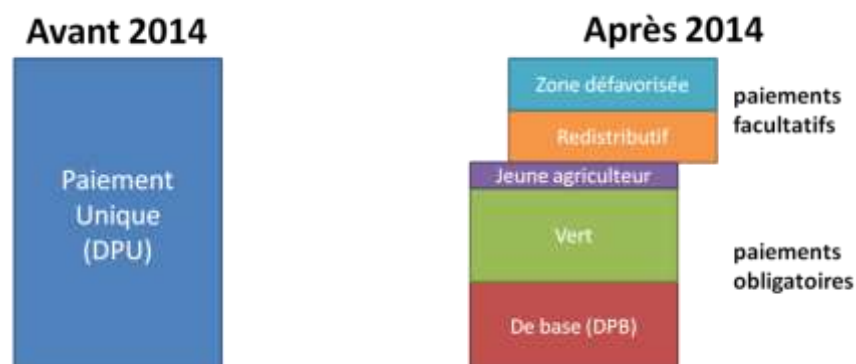 Avant 2014
Paiement
Unique
(DPU)
Après 2014
Zone défavorisée
Redistributif
Jeune agriculteur
Vert
De base (DPB)
paiements
facultatifs
paiements
obligatoires